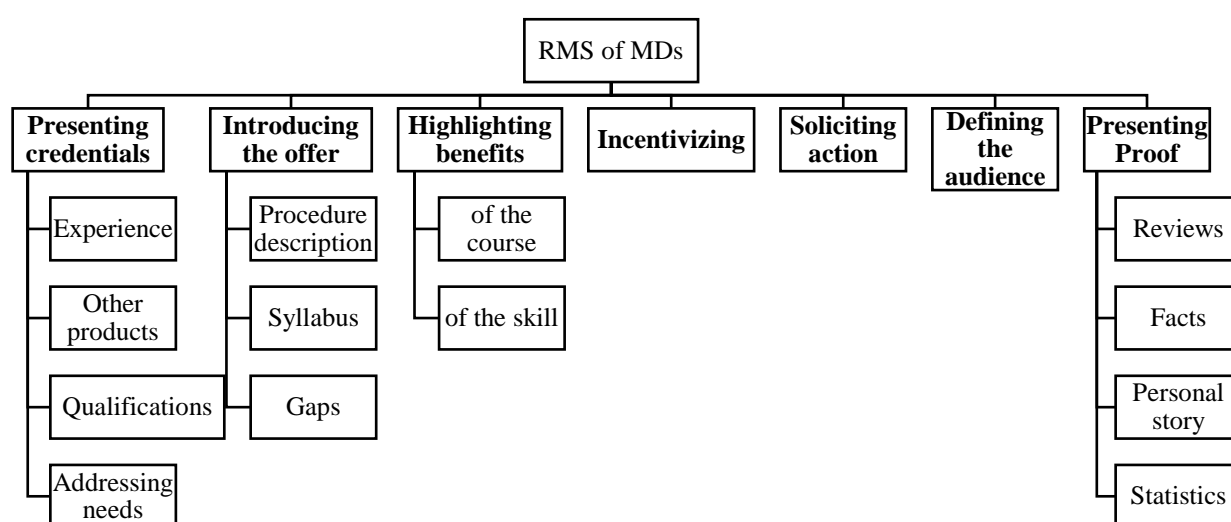 RMS of MDs
Presenting
credentials
Experience
Other
products
Qualifications
Addressing
needs
Introducing
the offer
Procedure
description
Syllabus
Gaps
Highlighting
benefits
of the
course
of the skill
Incentivizing
Soliciting
action
Defining
the
audience
Presenting
Proof
Reviews
Facts
Personal
story
Statistics